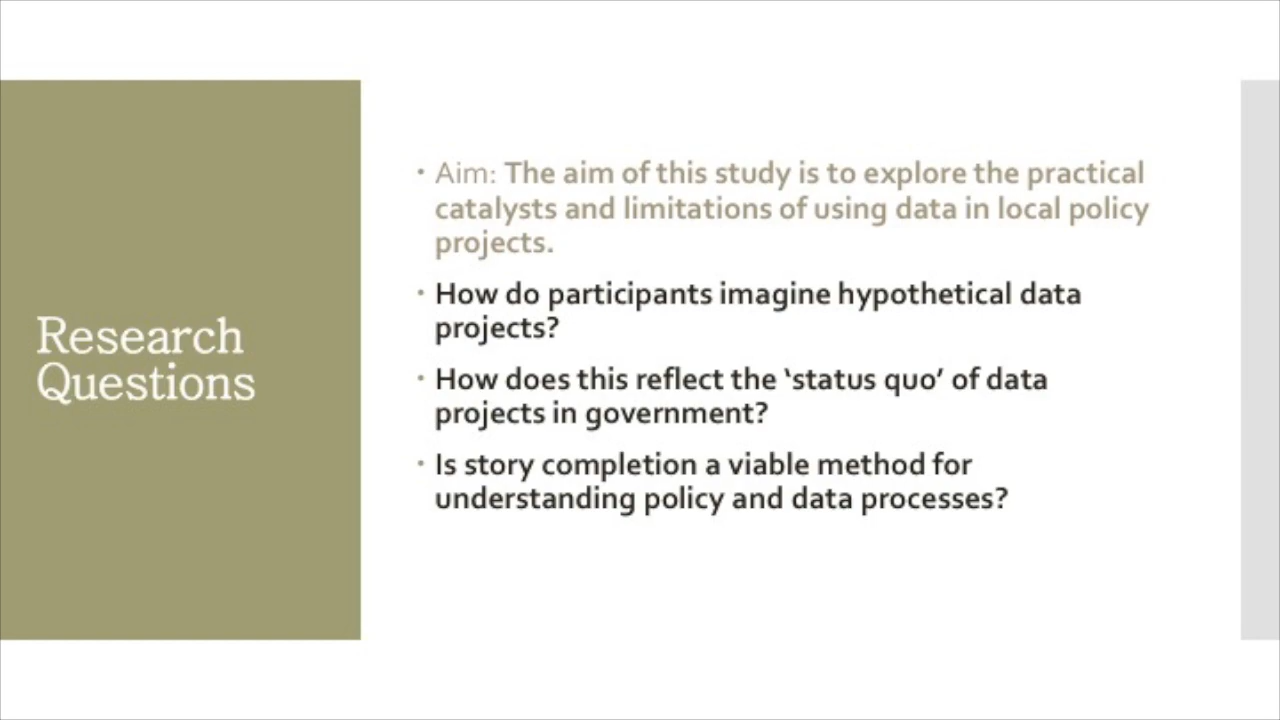 Research
Questions
• Aim: The aim of this study is to explore the practical
catalysts and limitations of using data in local policy
projects.
• How do participants imagine hypothetical data
projects?
• How does this reflect the ‘status quo’ of data
projects in government?
• Is story completion a viable method for
understanding policy and data processes?